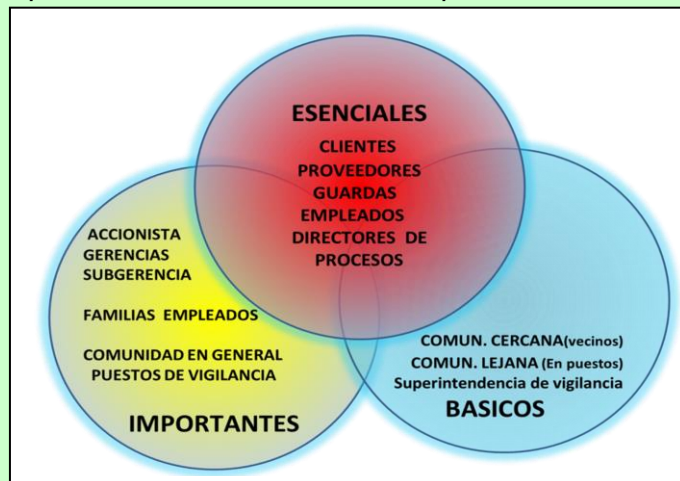 ESENCIALES
CLIENTES
PROVEEDORES
GUARDAS
EMPLEADOS
DIRECTORES DE
PROCESOS
ACCIONISTA
GERENCIAS
SUBGERENCIA
FAMILIAS EMPLEADOS
COMUNIDAD EN GENERAL
PUESTOS DE VIGILANCIA
IMPORTANTES
COMUN. CERCANA(vecinos)
COMUN. LEJANA (En puestos)
Superintendencia de vigilancia
BASICOS